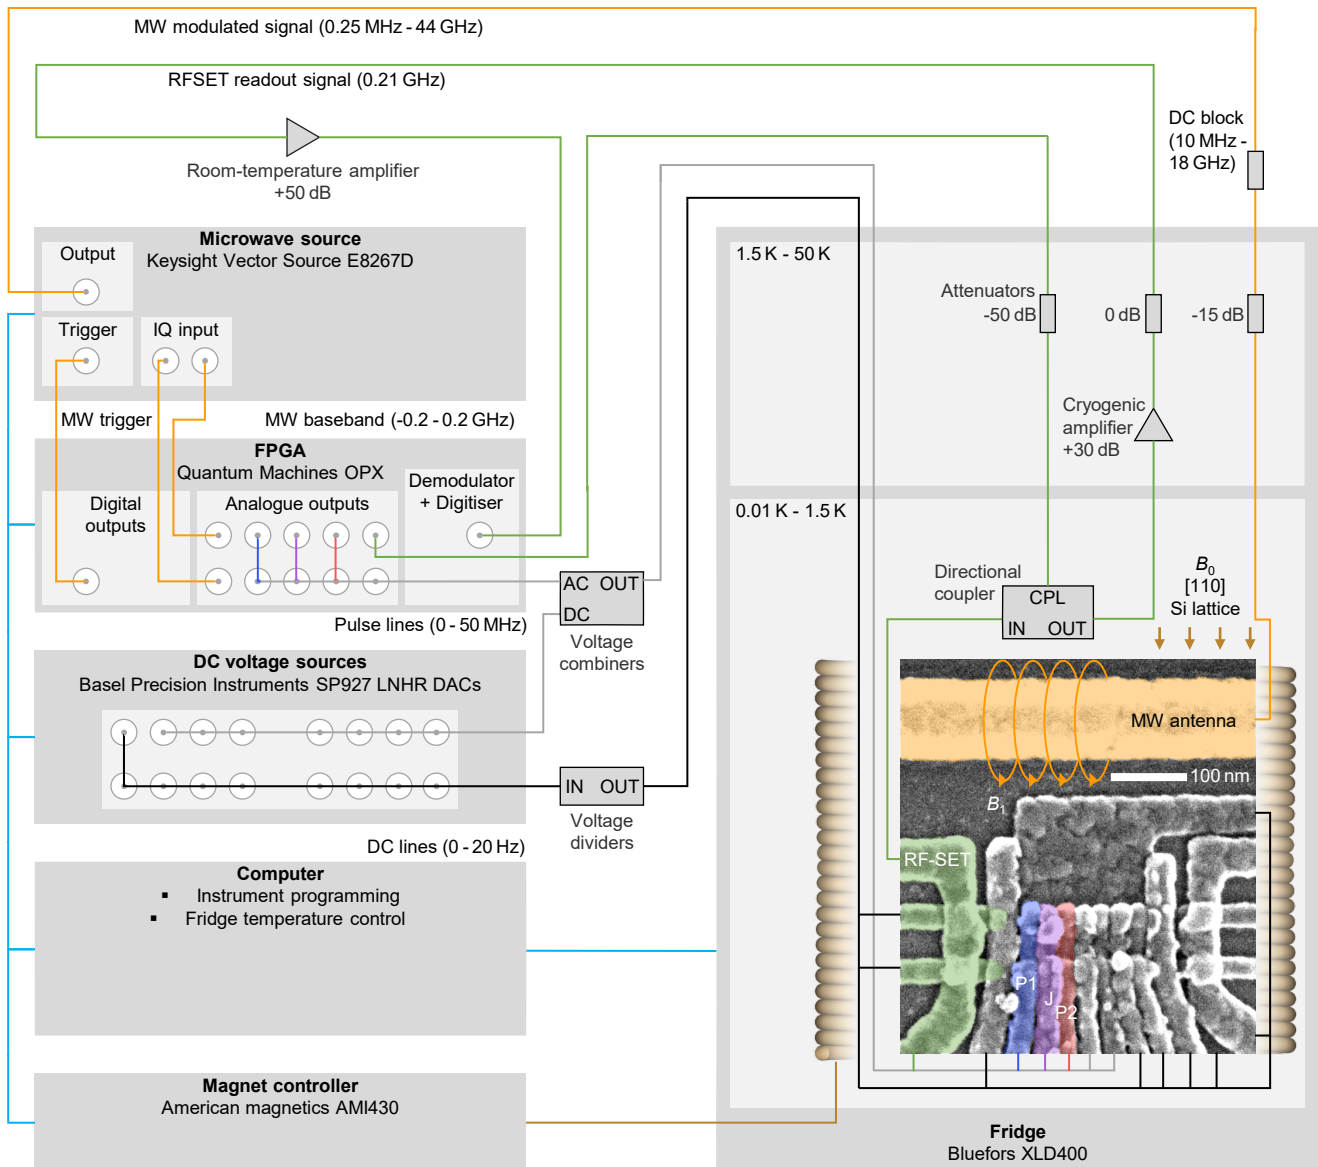 MW modulated signal (0.25 MHz - 44 GHz)
RFSET readout signal (0.21 GHz)
Room-temperature amplifier
+50 dB
DC block
(10 MHz -
18 GHz)
Microwave source
Keysight Vector Source E8267D
Output
Trigger
IQ input
MW trigger
MW baseband (-0.2 - 0.2 GHz)
FPGA
Quantum Machines OPX
Digital
outputs
Analogue outputs
Demodulator
+ Digitiser
Pulse lines (0 - 50 MHz)
AC OUT
DC
Voltage
combiners
DC voltage sources
Basel Precision Instruments SP927 LNHR DACs
IN OUT
Voltage
dividers
DC lines (0 - 20 Hz)
Computer
▪ Instrument programming
▪ Fridge temperature control
Magnet controller
American magnetics AMI430
1.5 K - 50 K
Attenuators
-50 dB
0 dB
-15 dB
Cryogenic
amplifier
+30 dB
0.01 K - 1.5 K
Directional
coupler
CPL
IN OUT
B0
[110]
Si lattice
MW antenna
100 nm
B1
RF-SET
P1
J
P2
Fridge
Bluefors XLD400